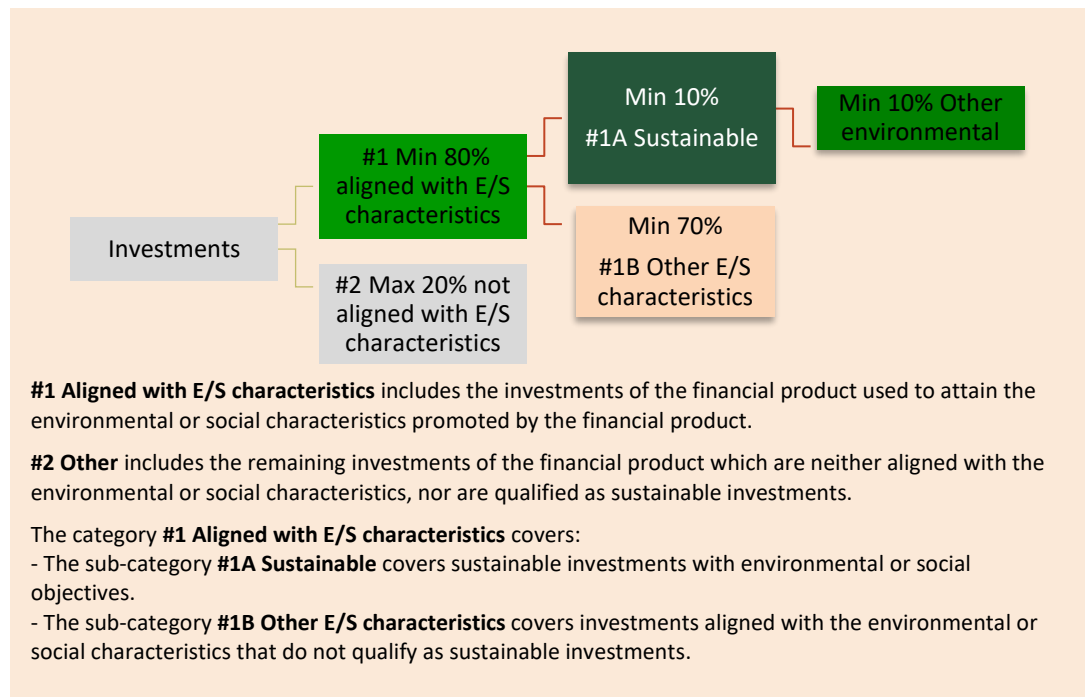 Investments
#1 Min 80%
aligned with E/S
characteristics
#2 Max 20% not
aligned with E/S
characteristics
Min 10%
#1A Sustainable
Min 70%
#1B Other E/S
characteristics
Min 10% Other
environmental
#1 Aligned with E/S characteristics includes the investments of the financial product used to attain the
environmental or social characteristics promoted by the financial product.
#2 Other includes the remaining investments of the financial product which are neither aligned with the
environmental or social characteristics, nor are qualified as sustainable investments.
The category #1 Aligned with E/S characteristics covers:
- The sub-category #1A Sustainable covers sustainable investments with environmental or social
objectives.
- The sub-category #1B Other E/S characteristics covers investments aligned with the environmental or
social characteristics that do not qualify as sustainable investments.